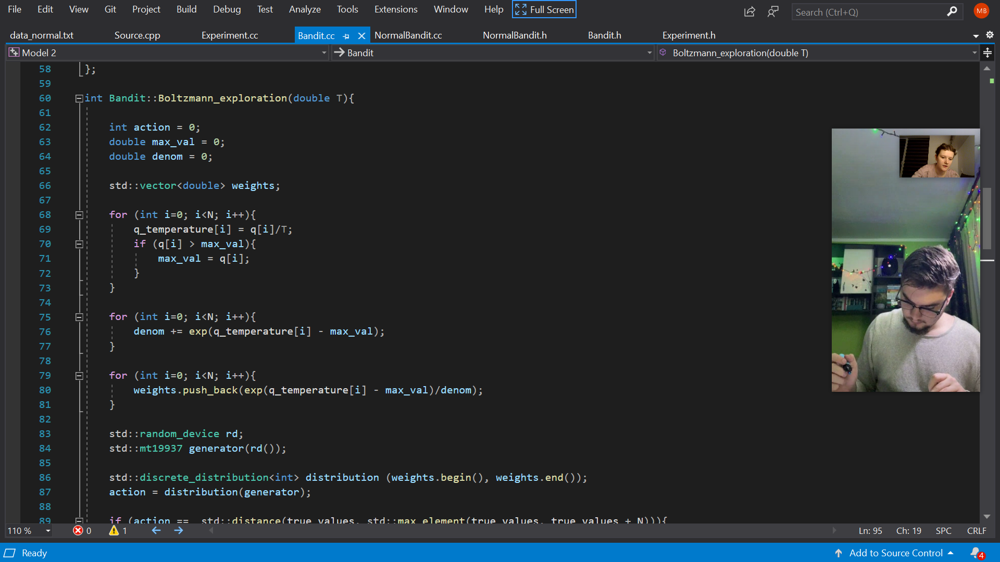 File Edit View Git Project Build Debug Test Analyze Tools Extensions Window Help Full Screen Search (Ctrl+Q) MB
data_normal.txt Source.cpp Experiment.cc Bandit.cc NormalBandit.cc NormalBandit.h Bandit.h Experiment.h
Model 2 Bandit Boltzmann_exploration(double T)
58 };
59
60 int Bandit::Boltzmann_exploration(double T){
61
62 int action = 0;
63 double max_val = 0;
64 double denom = 0;
65
66 std::vector<double> weights;
67
68 for (int i=0; i<N; i++){
69 q_temperature[i] = q[i]/T;
70 if (q[i] > max_val){
71 max_val = q[i];
72 }
73 }
74
75 for (int i=0; i<N; i++){
76 denom += exp(q_temperature[i] - max_val);
77 }
78
79 for (int i=0; i<N; i++){
80 weights.push_back(exp(q_temperature[i] - max_val)/denom);
81 }
82
83 std::random_device rd;
84 std::mt19937 generator(rd());
85
86 std::discrete_distribution<int> distribution (weights.begin(), weights.end());
87 action = distribution(generator);
88
89 if (action == std::distance(true_values, std::max_element(true_values, true_values + N))){
110 % 0 1 Ln: 95 Ch: 19 SPC CRLF
Ready Add to Source Control 4